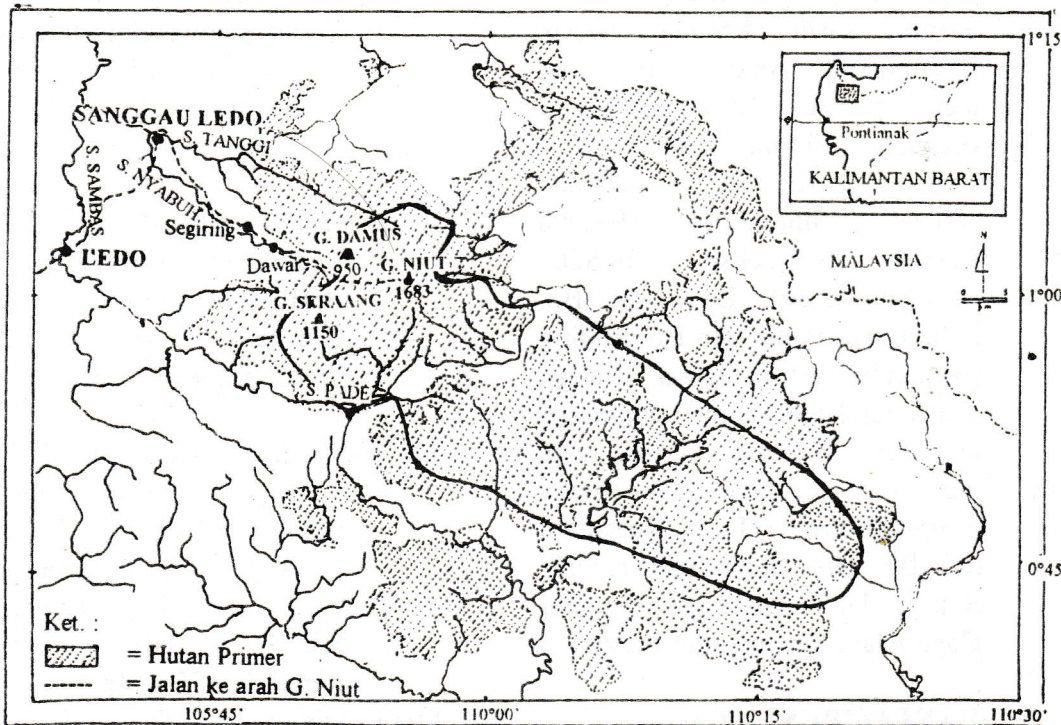 1°15
SANGGAU LEDO
S. TANGGI
Pontianak
KALIMANTAN BARAT
S. SAMBAS
S. NYABUH
Segiring
G. DAMUS
950
LEDO
Dawar
G. NIUT
1683
MALAYSIA
N
1°00
G. SERAANG
1150
S. PADE
0°45
Ket. :
= Hutan Primer
= Jalan ke arah G. Niut
105°45
110°00
110°15
110°30